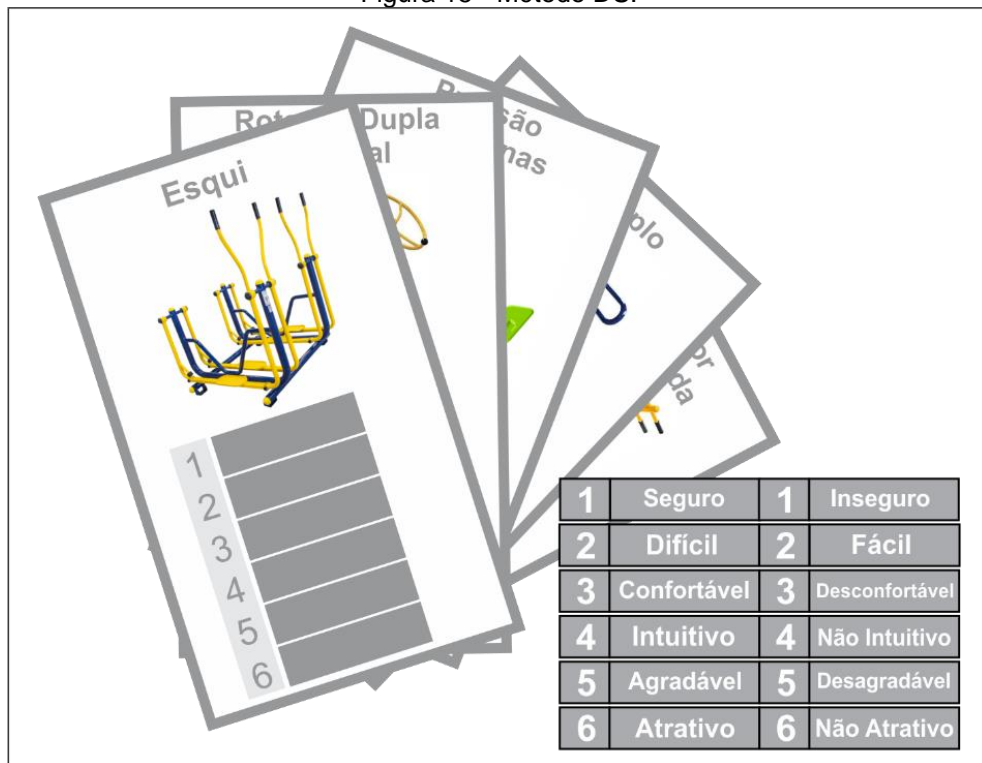 Esqui
Dupla
1
2
3
4
5
6
1 Seguro 1 Inseguro
2 Difícil 2 Fácil
3 Confortável 3 Desconfortável
4 Intuitivo 4 Não Intuitivo
5 Agradável 5 Desagradável
6 Atrativo 6 Não Atrativo